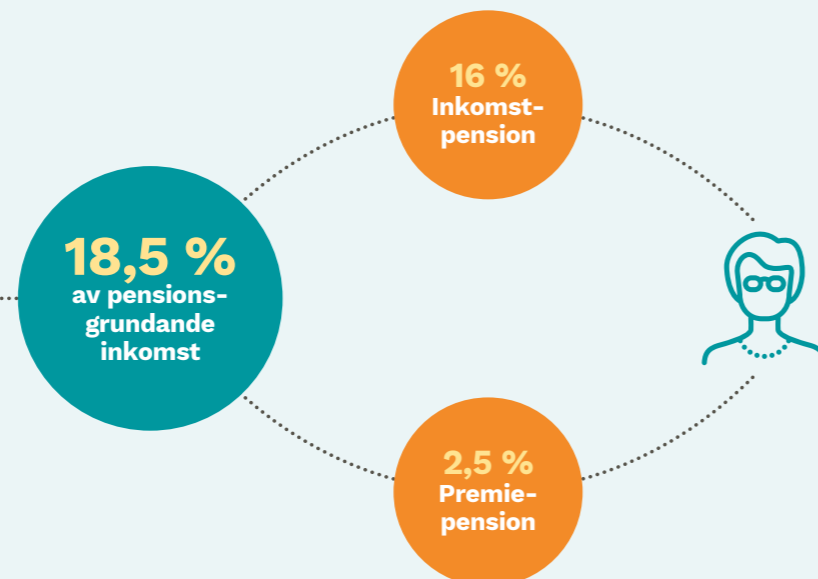 16 %
Inkomst-
pension
18,5 %
av pensions-
grundande
inkomst
2,5 %
Premie-
pension